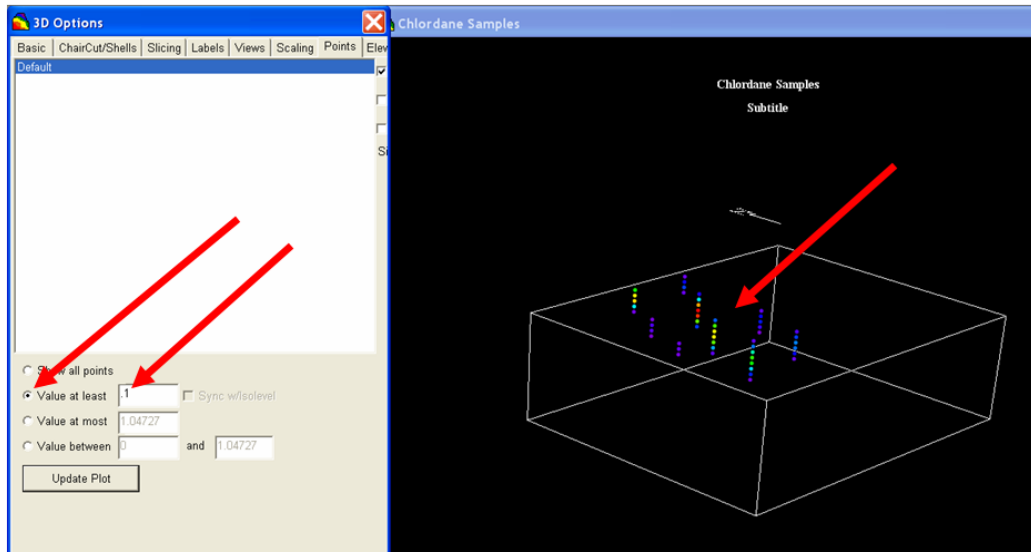 3D Options
Basic ChairCut/Shells Slicing Labels Views Scaling Points Elev
Default
Si
Show all points
Value at least .1 Sync w/Isolevel
Value at most 1.04727
Value between 0 and 1.04727
Update Plot
Chlordane Samples
Chlordane Samples
Subtitle